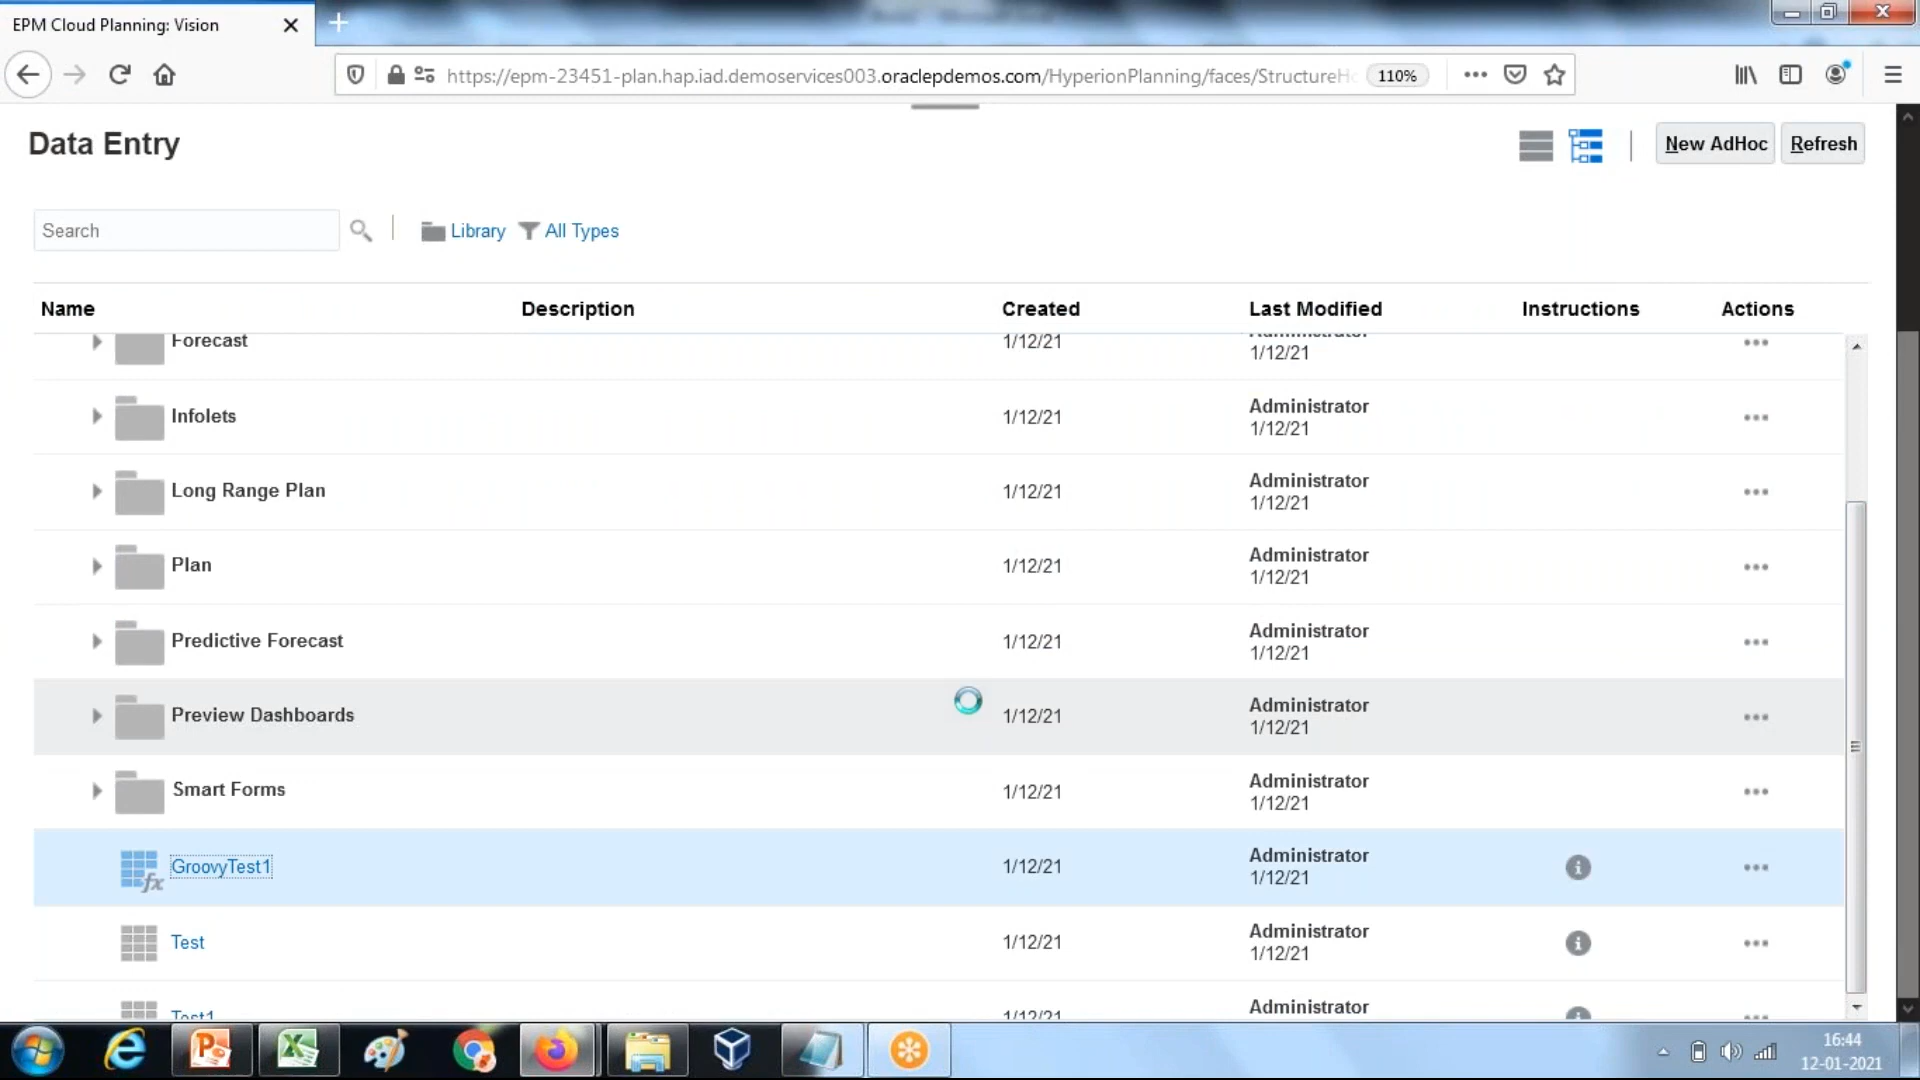 EPM Cloud Planning: Vision
https://epm-23451-plan.hap.iad.demoservices003.oraclepdemos.com/HyperionPlanning/faces/StructureHo
110%
Data Entry
New AdHoc
Refresh
Search
Library
All Types
Name Description Created Last Modified Instructions Actions
Forecast 1/12/21 Administrator
1/12/21
Infolets 1/12/21 Administrator
1/12/21
Long Range Plan 1/12/21 Administrator
1/12/21
Plan 1/12/21 Administrator
1/12/21
Predictive Forecast 1/12/21 Administrator
1/12/21
Preview Dashboards 1/12/21 Administrator
1/12/21
Smart Forms 1/12/21 Administrator
1/12/21
GroovyTest1 1/12/21 Administrator
1/12/21
Test 1/12/21 Administrator
1/12/21
Test1 1/12/21 Administrator
16:44
12-01-2021